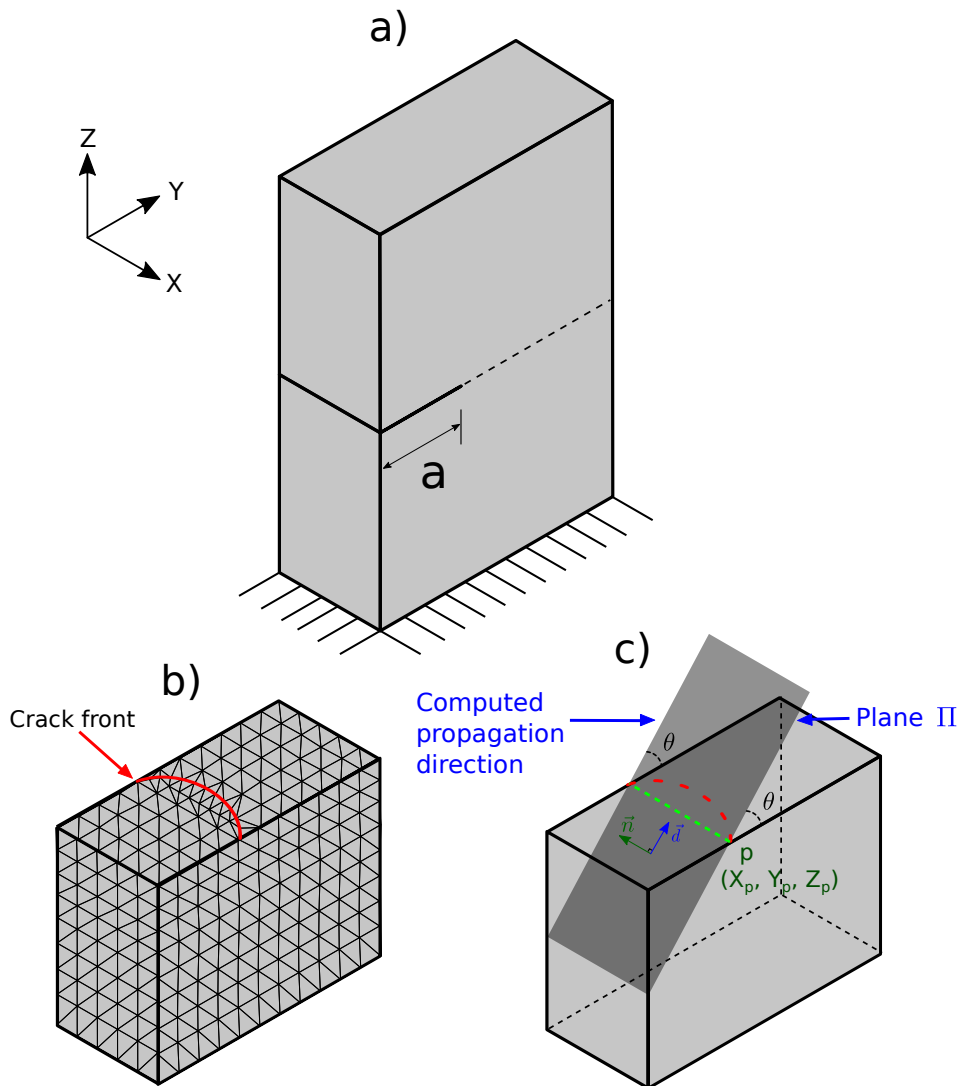 a)
Z
Y
X
a
b)
Crack front
c)
Computed
propagation
direction
Plane Π
θ
θ
n⃗
d⃗
p
(Xp, Yp, Zp)